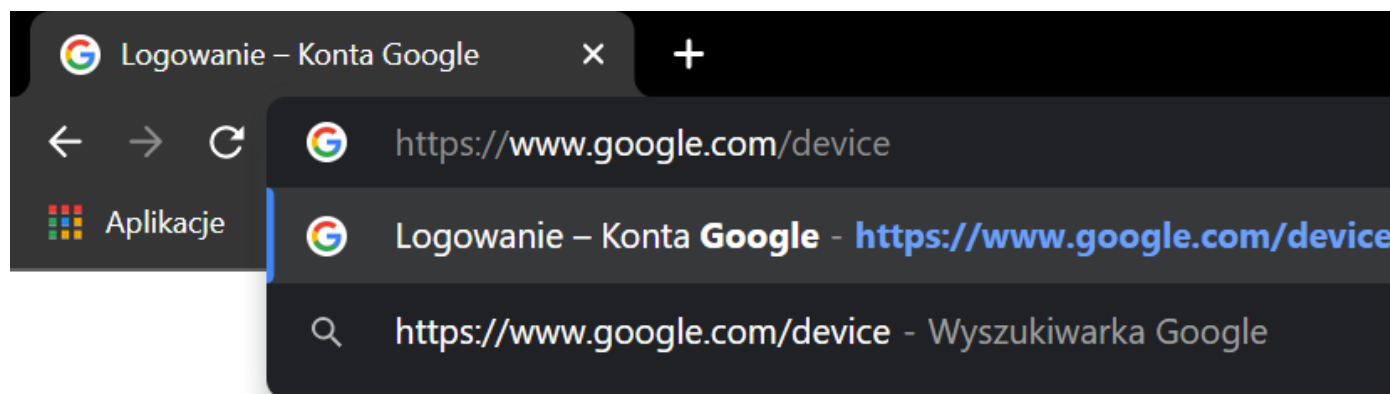 Logowanie – Konta Google
https://www.google.com/device
Aplikacje
Logowanie – Konta Google - https://www.google.com/device
https://www.google.com/device - Wyszukiwarka Google